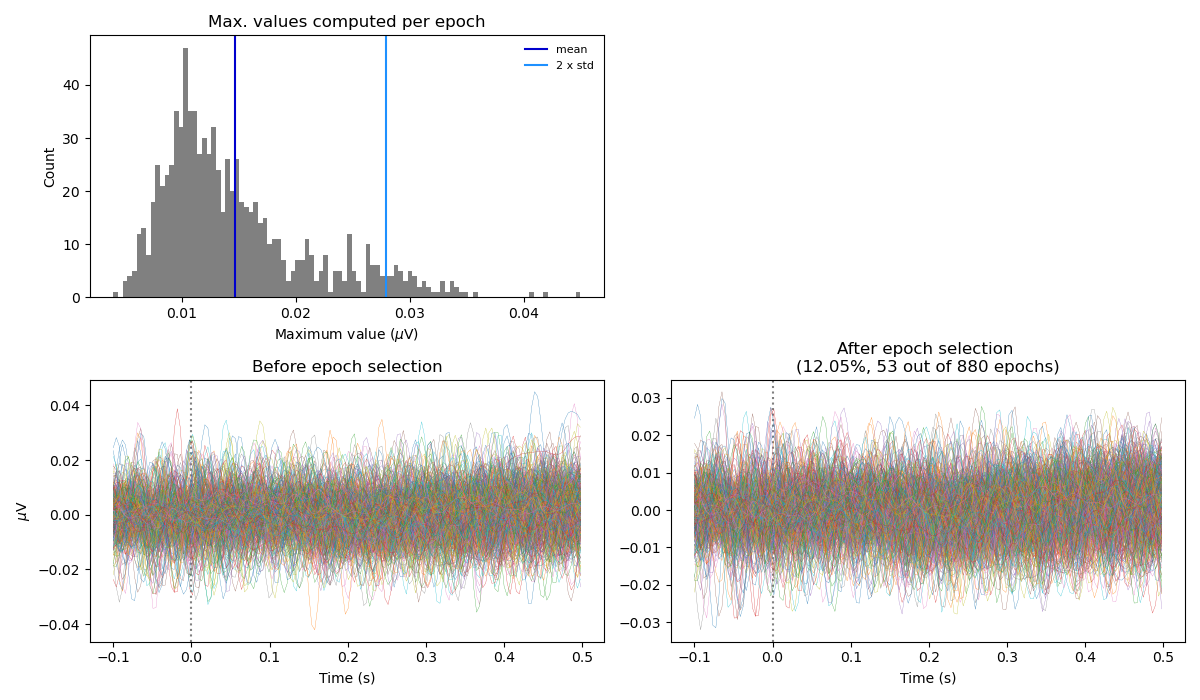 Max. values computed per epoch
mean
2 x std
Count
40
30
20
10
0
0.01 0.02 0.03 0.04
Maximum value (μV)
Before epoch selection
μV
0.04
0.02
0.00
−0.02
−0.04
−0.1 0.0 0.1 0.2 0.3 0.4 0.5
Time (s)
After epoch selection
(12.05%, 53 out of 880 epochs)
0.03
0.02
0.01
0.00
−0.01
−0.02
−0.03
−0.1 0.0 0.1 0.2 0.3 0.4 0.5
Time (s)